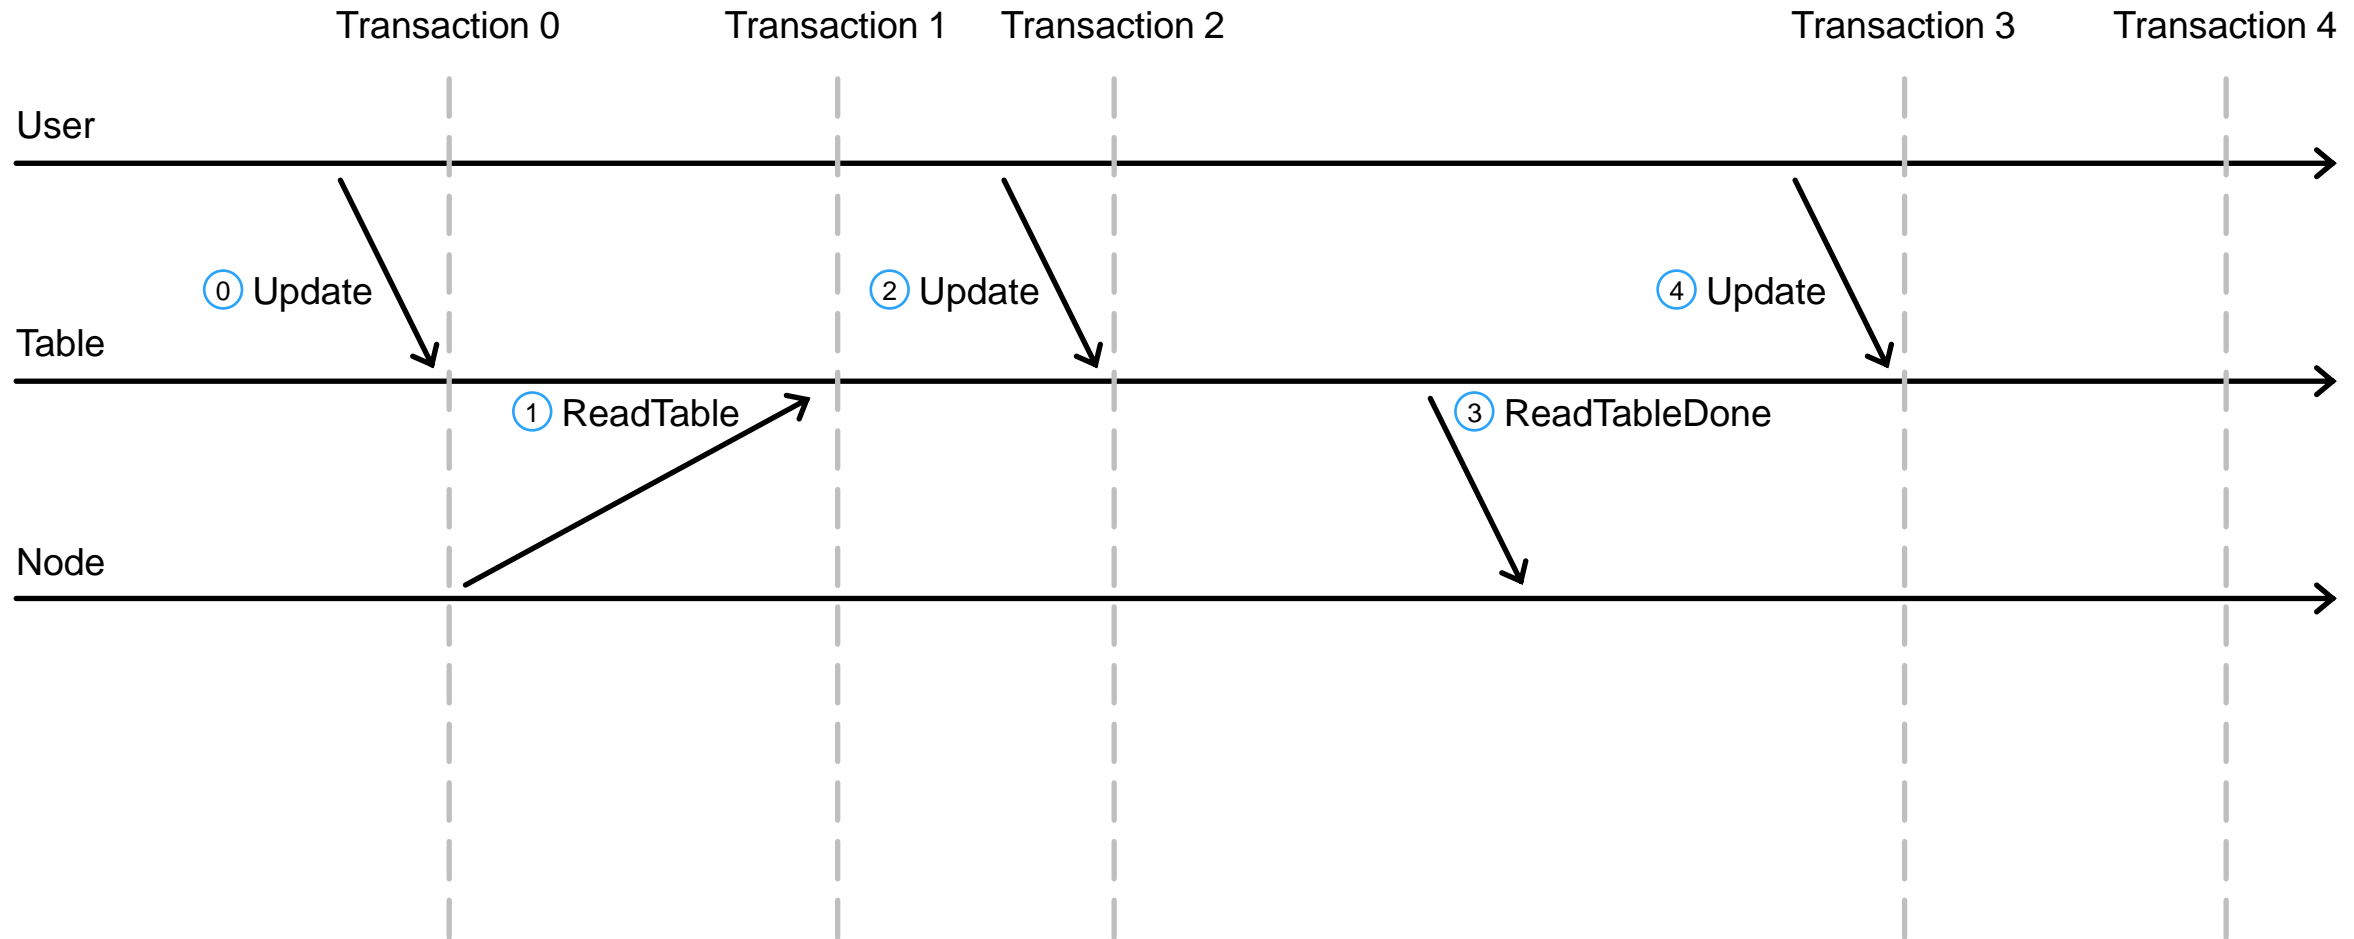 Transaction 0
Transaction 1
Transaction 2
Transaction 3
Transaction 4
User
0 Update
2 Update
4 Update
Table
1 ReadTable
3 ReadTableDone
Node